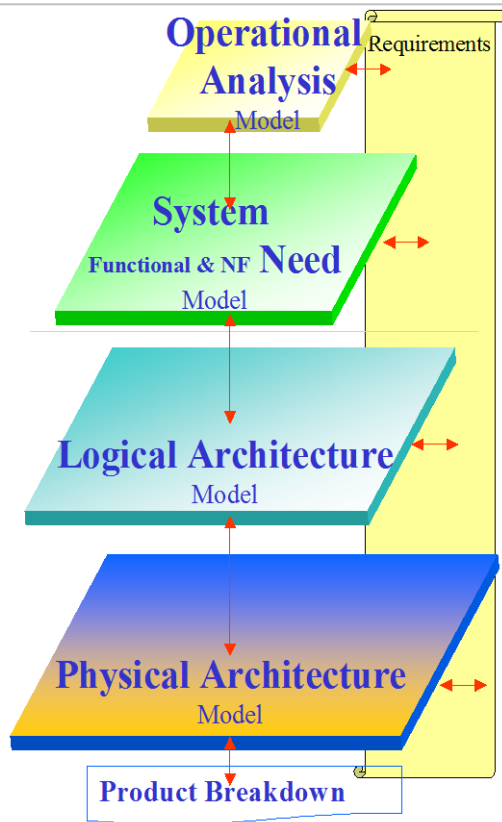 Operational
Analysis
Model
Requirements
System
Functional & NF Need
Model
Logical Architecture
Model
Physical Architecture
Model
Product Breakdown